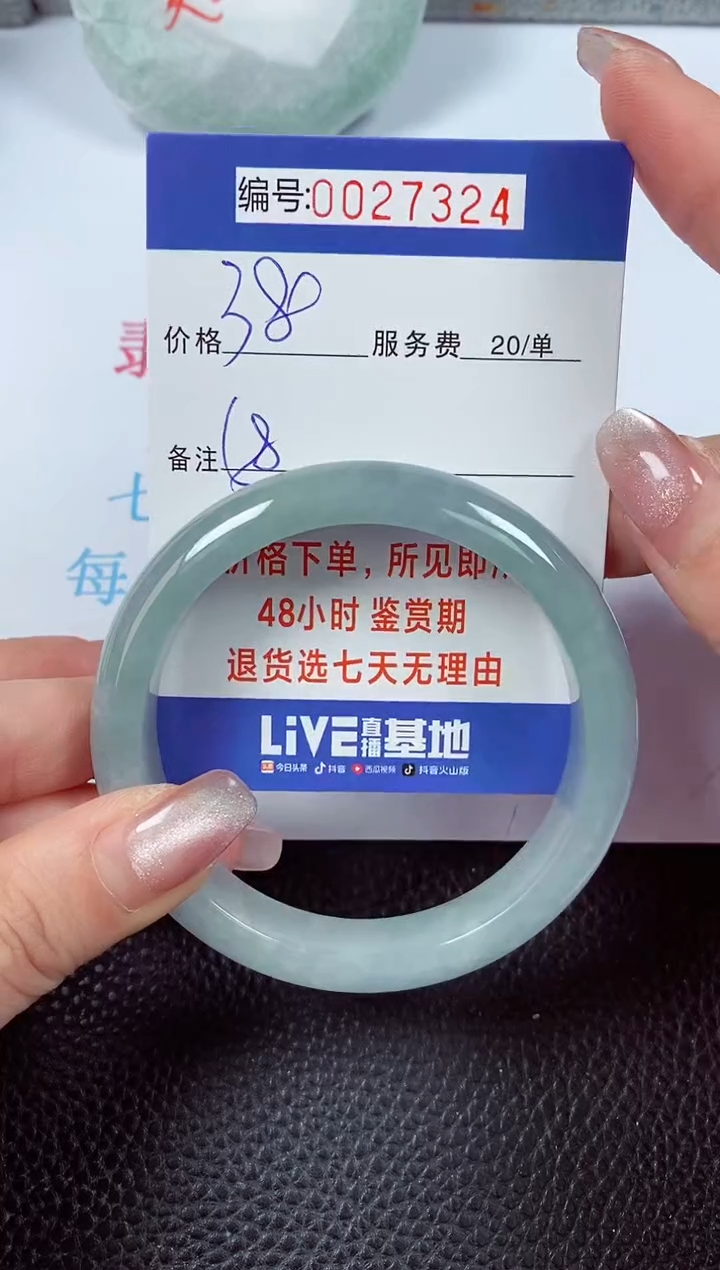 编号:0027324
价格 38 服务费 20/单
备注
价格下单,所见即
48小时 鉴赏期
退货选七天无理由
LiVE直播基地
今日头条 抖音 西瓜视频 抖音火山版
七
每